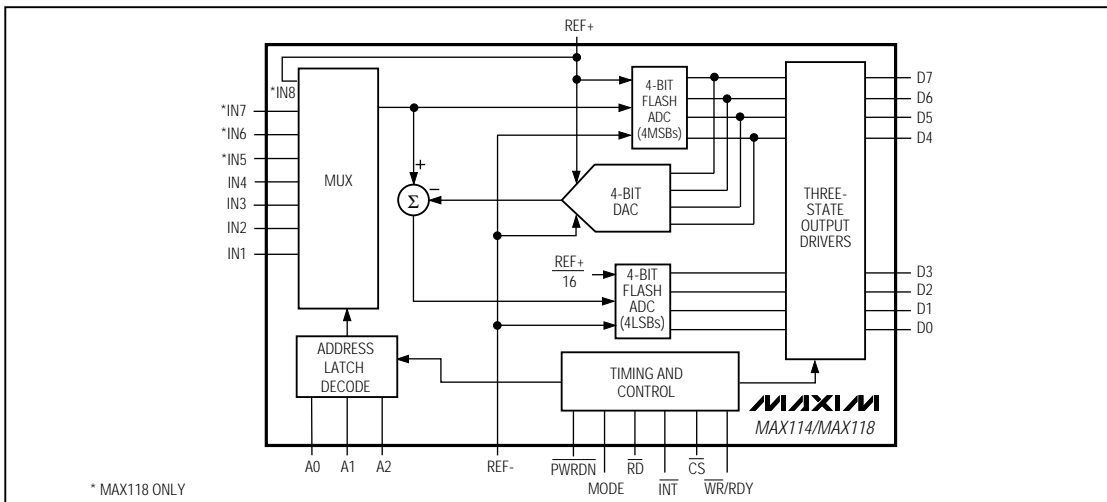 REF+
*IN8
*IN7
*IN6
*IN5
IN4
IN3
IN2
IN1
MUX
4-BIT
FLASH
ADC
(4MSBs)
D7
D6
D5
D4
+
Σ
−
4-BIT
DAC
THREE-
STATE
OUTPUT
DRIVERS
REF+
16
4-BIT
FLASH
ADC
(4LSBs)
D3
D2
D1
D0
ADDRESS
LATCH
DECODE
TIMING AND
CONTROL
MAXIM
MAX114/MAX118
A0
A1
A2
REF-
PWRDN
MODE
RD
INT
CS
WR/RDY
* MAX118 ONLY